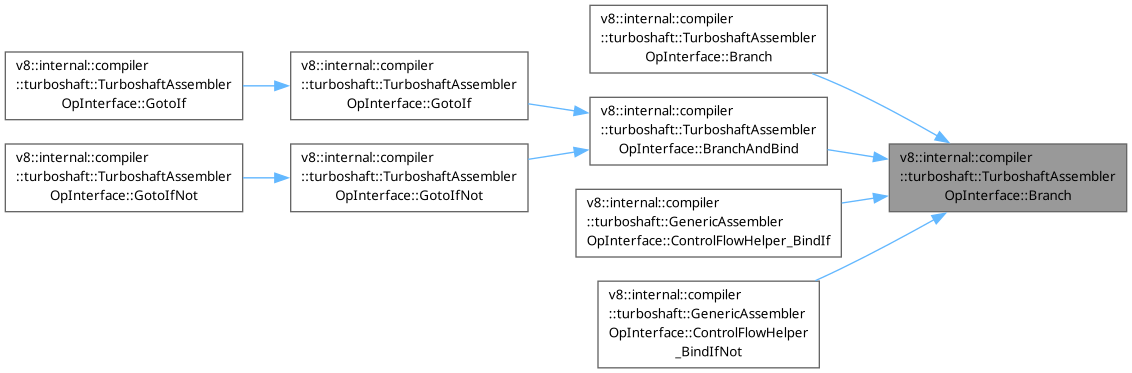 v8::internal::compiler
::turboshaft::TurboshaftAssembler
OpInterface::GotoIf
v8::internal::compiler
::turboshaft::TurboshaftAssembler
OpInterface::GotoIfNot
v8::internal::compiler
::turboshaft::TurboshaftAssembler
OpInterface::GotoIf
v8::internal::compiler
::turboshaft::TurboshaftAssembler
OpInterface::GotoIfNot
v8::internal::compiler
::turboshaft::TurboshaftAssembler
OpInterface::Branch
v8::internal::compiler
::turboshaft::TurboshaftAssembler
OpInterface::BranchAndBind
v8::internal::compiler
::turboshaft::GenericAssembler
OpInterface::ControlFlowHelper_BindIf
v8::internal::compiler
::turboshaft::GenericAssembler
OpInterface::ControlFlowHelper
_BindIfNot
v8::internal::compiler
::turboshaft::TurboshaftAssembler
OpInterface::Branch